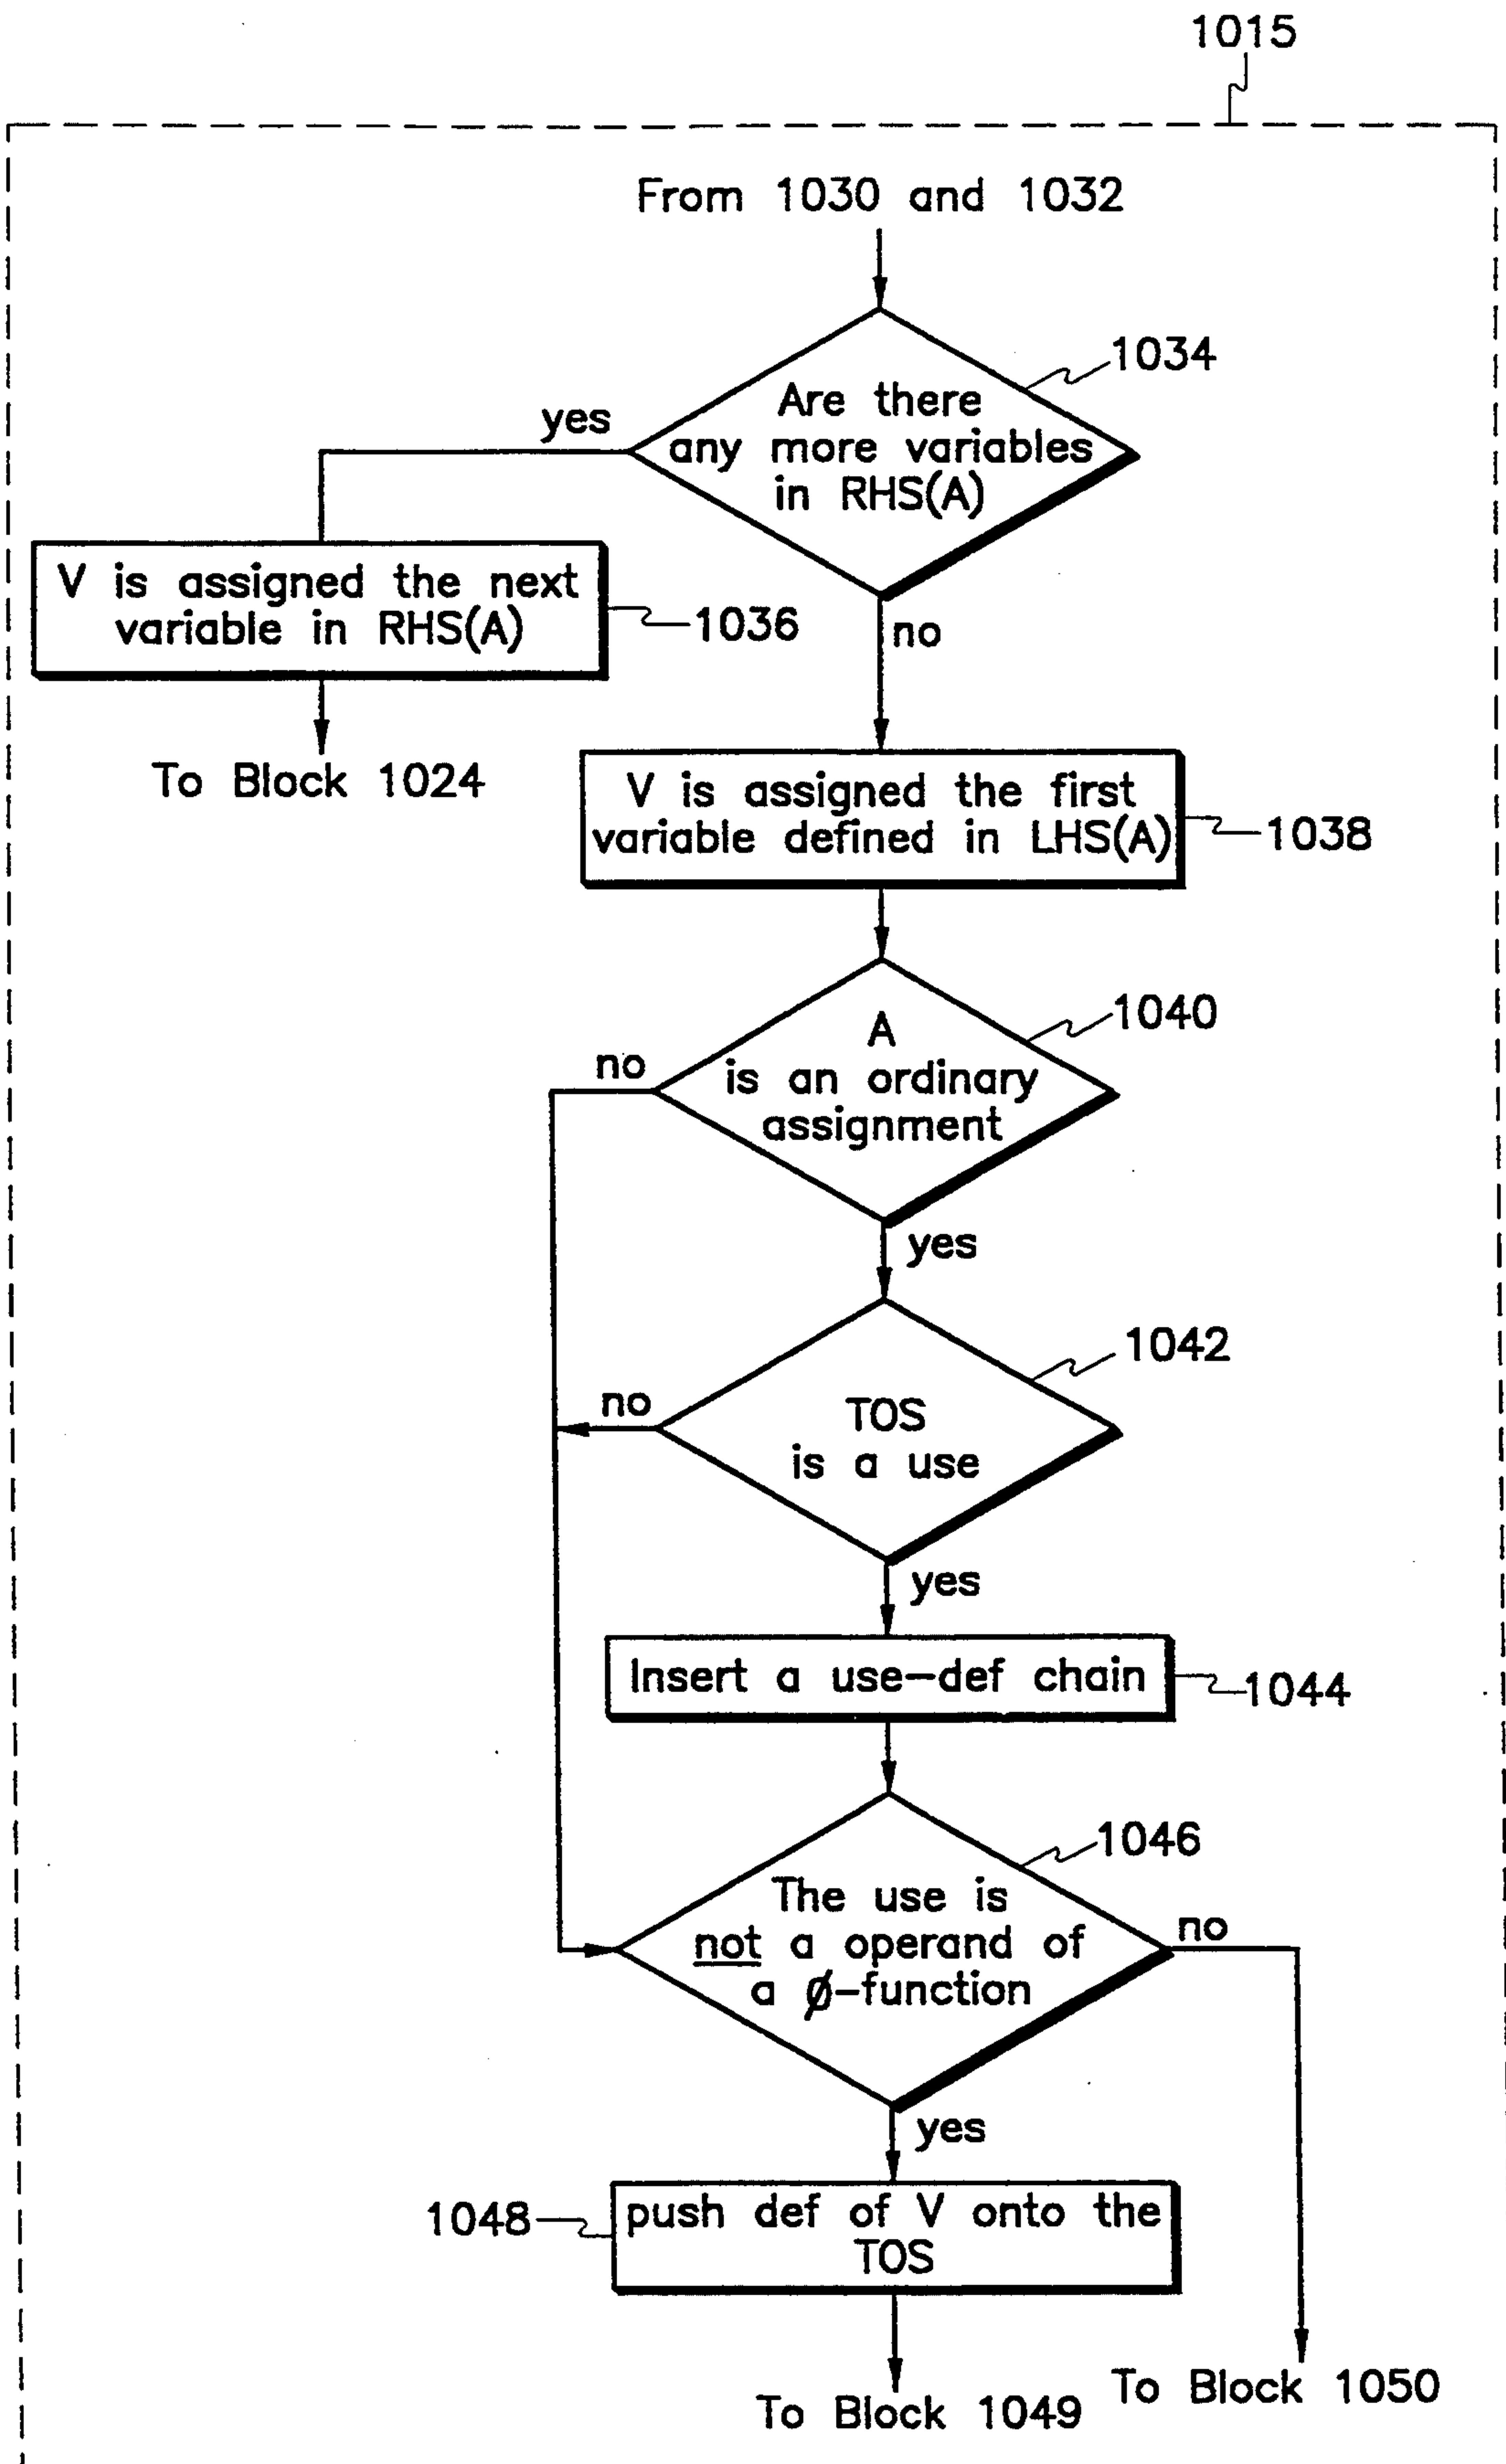 1015
From 1030 and 1032
1034
Are there
any more variables
in RHS(A)
yes
V is assigned the next
variable in RHS(A)
1036
no
To Block 1024
V is assigned the first
variable defined in LHS(A)
1038
1040
A
is an ordinary
assignment
no
yes
1042
TOS
is a use
no
yes
Insert a use-def chain
1044
1046
The use is
not a operand of
a ø-function
no
yes
1048
push def of V onto the
TOS
To Block 1049
To Block 1050